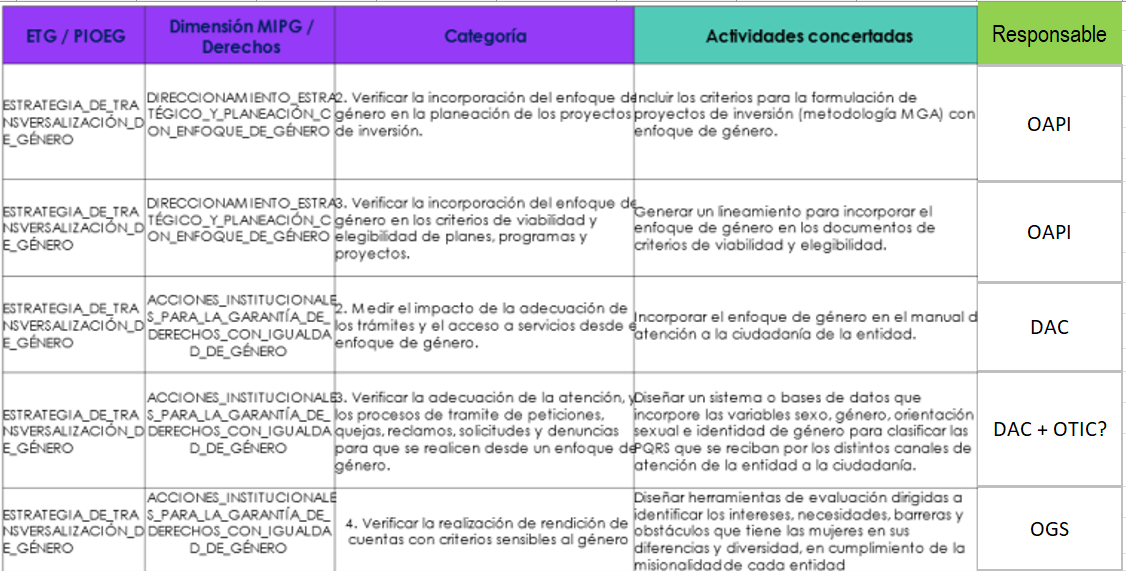 ETG / PIOEG
Dimensión MIPG /
Derechos
Categoría
Actividades concertadas
Responsable
ESTRATEGIA_DE_TRA
NSVERSALIZACIÓN_D
E_GÉNERO
DIRECCIONAMIENTO_ESTRA
TÉGICO_Y_PLANEACIÓN_C
ON_ENFOQUE_DE_GÉNERO
2. Verificar la incorporación del enfoque de
género en la planeación de los proyectos
de inversión.
Incluir los criterios para la formulación de
proyectos de inversión (metodología MGA) con
enfoque de género.
OAPI
ESTRATEGIA_DE_TRA
NSVERSALIZACIÓN_D
E_GÉNERO
DIRECCIONAMIENTO_ESTRA
TÉGICO_Y_PLANEACIÓN_C
ON_ENFOQUE_DE_GÉNERO
3. Verificar la incorporación del enfoque de
género en los criterios de viabilidad y
elegibilidad de planes, programas y
proyectos.
Generar un lineamiento para incorporar el
enfoque de género en los documentos de
criterios de viabilidad y elegibilidad.
OAPI
ESTRATEGIA_DE_TRA
NSVERSALIZACIÓN_D
E_GÉNERO
ACCIONES_INSTITUCIONALE
S_PARA_LA_GARANTÍA_DE_
DERECHOS_CON_IGUALDA
D_DE_GÉNERO
2. Medir el impacto de la adecuación de
los trámites y el acceso a servicios desde e
enfoque de género.
Incorporar el enfoque de género en el manual d
atención a la ciudadanía de la entidad.
DAC
ESTRATEGIA_DE_TRA
NSVERSALIZACIÓN_D
E_GÉNERO
ACCIONES_INSTITUCIONALE
S_PARA_LA_GARANTÍA_DE_
DERECHOS_CON_IGUALDA
D_DE_GÉNERO
3. Verificar la adecuación de la atención, y
los procesos de tramite de peticiones,
quejas, reclamos, solicitudes y denuncias
para que se realicen desde un enfoque de
género.
Diseñar un sistema o bases de datos que
incorpore las variables sexo, género, orientación
sexual e identidad de género para clasificar las
PQRS que se reciban por los distintos canales de
atención de la entidad a la ciudadanía.
DAC + OTIC?
ESTRATEGIA_DE_TRA
NSVERSALIZACIÓN_D
E_GÉNERO
ACCIONES_INSTITUCIONALE
S_PARA_LA_GARANTÍA_DE_
DERECHOS_CON_IGUALDA
D_DE_GÉNERO
4. Verificar la realización de rendición de
cuentas con criterios sensibles al género
Diseñar herramientas de evaluación dirigidas a
identificar los intereses, necesidades, barreras y
obstáculos que tiene las mujeres en sus
diferencias y diversidad, en cumplimiento de la
misionalidad de cada entidad
OGS